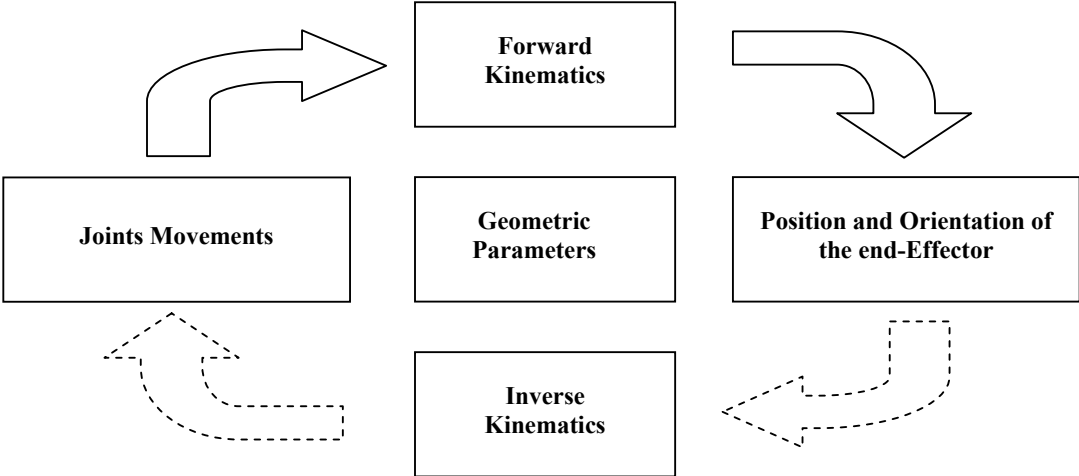 Forward
Kinematics
Joints Movements
Geometric
Parameters
Position and Orientation of
the end-Effector
Inverse
Kinematics